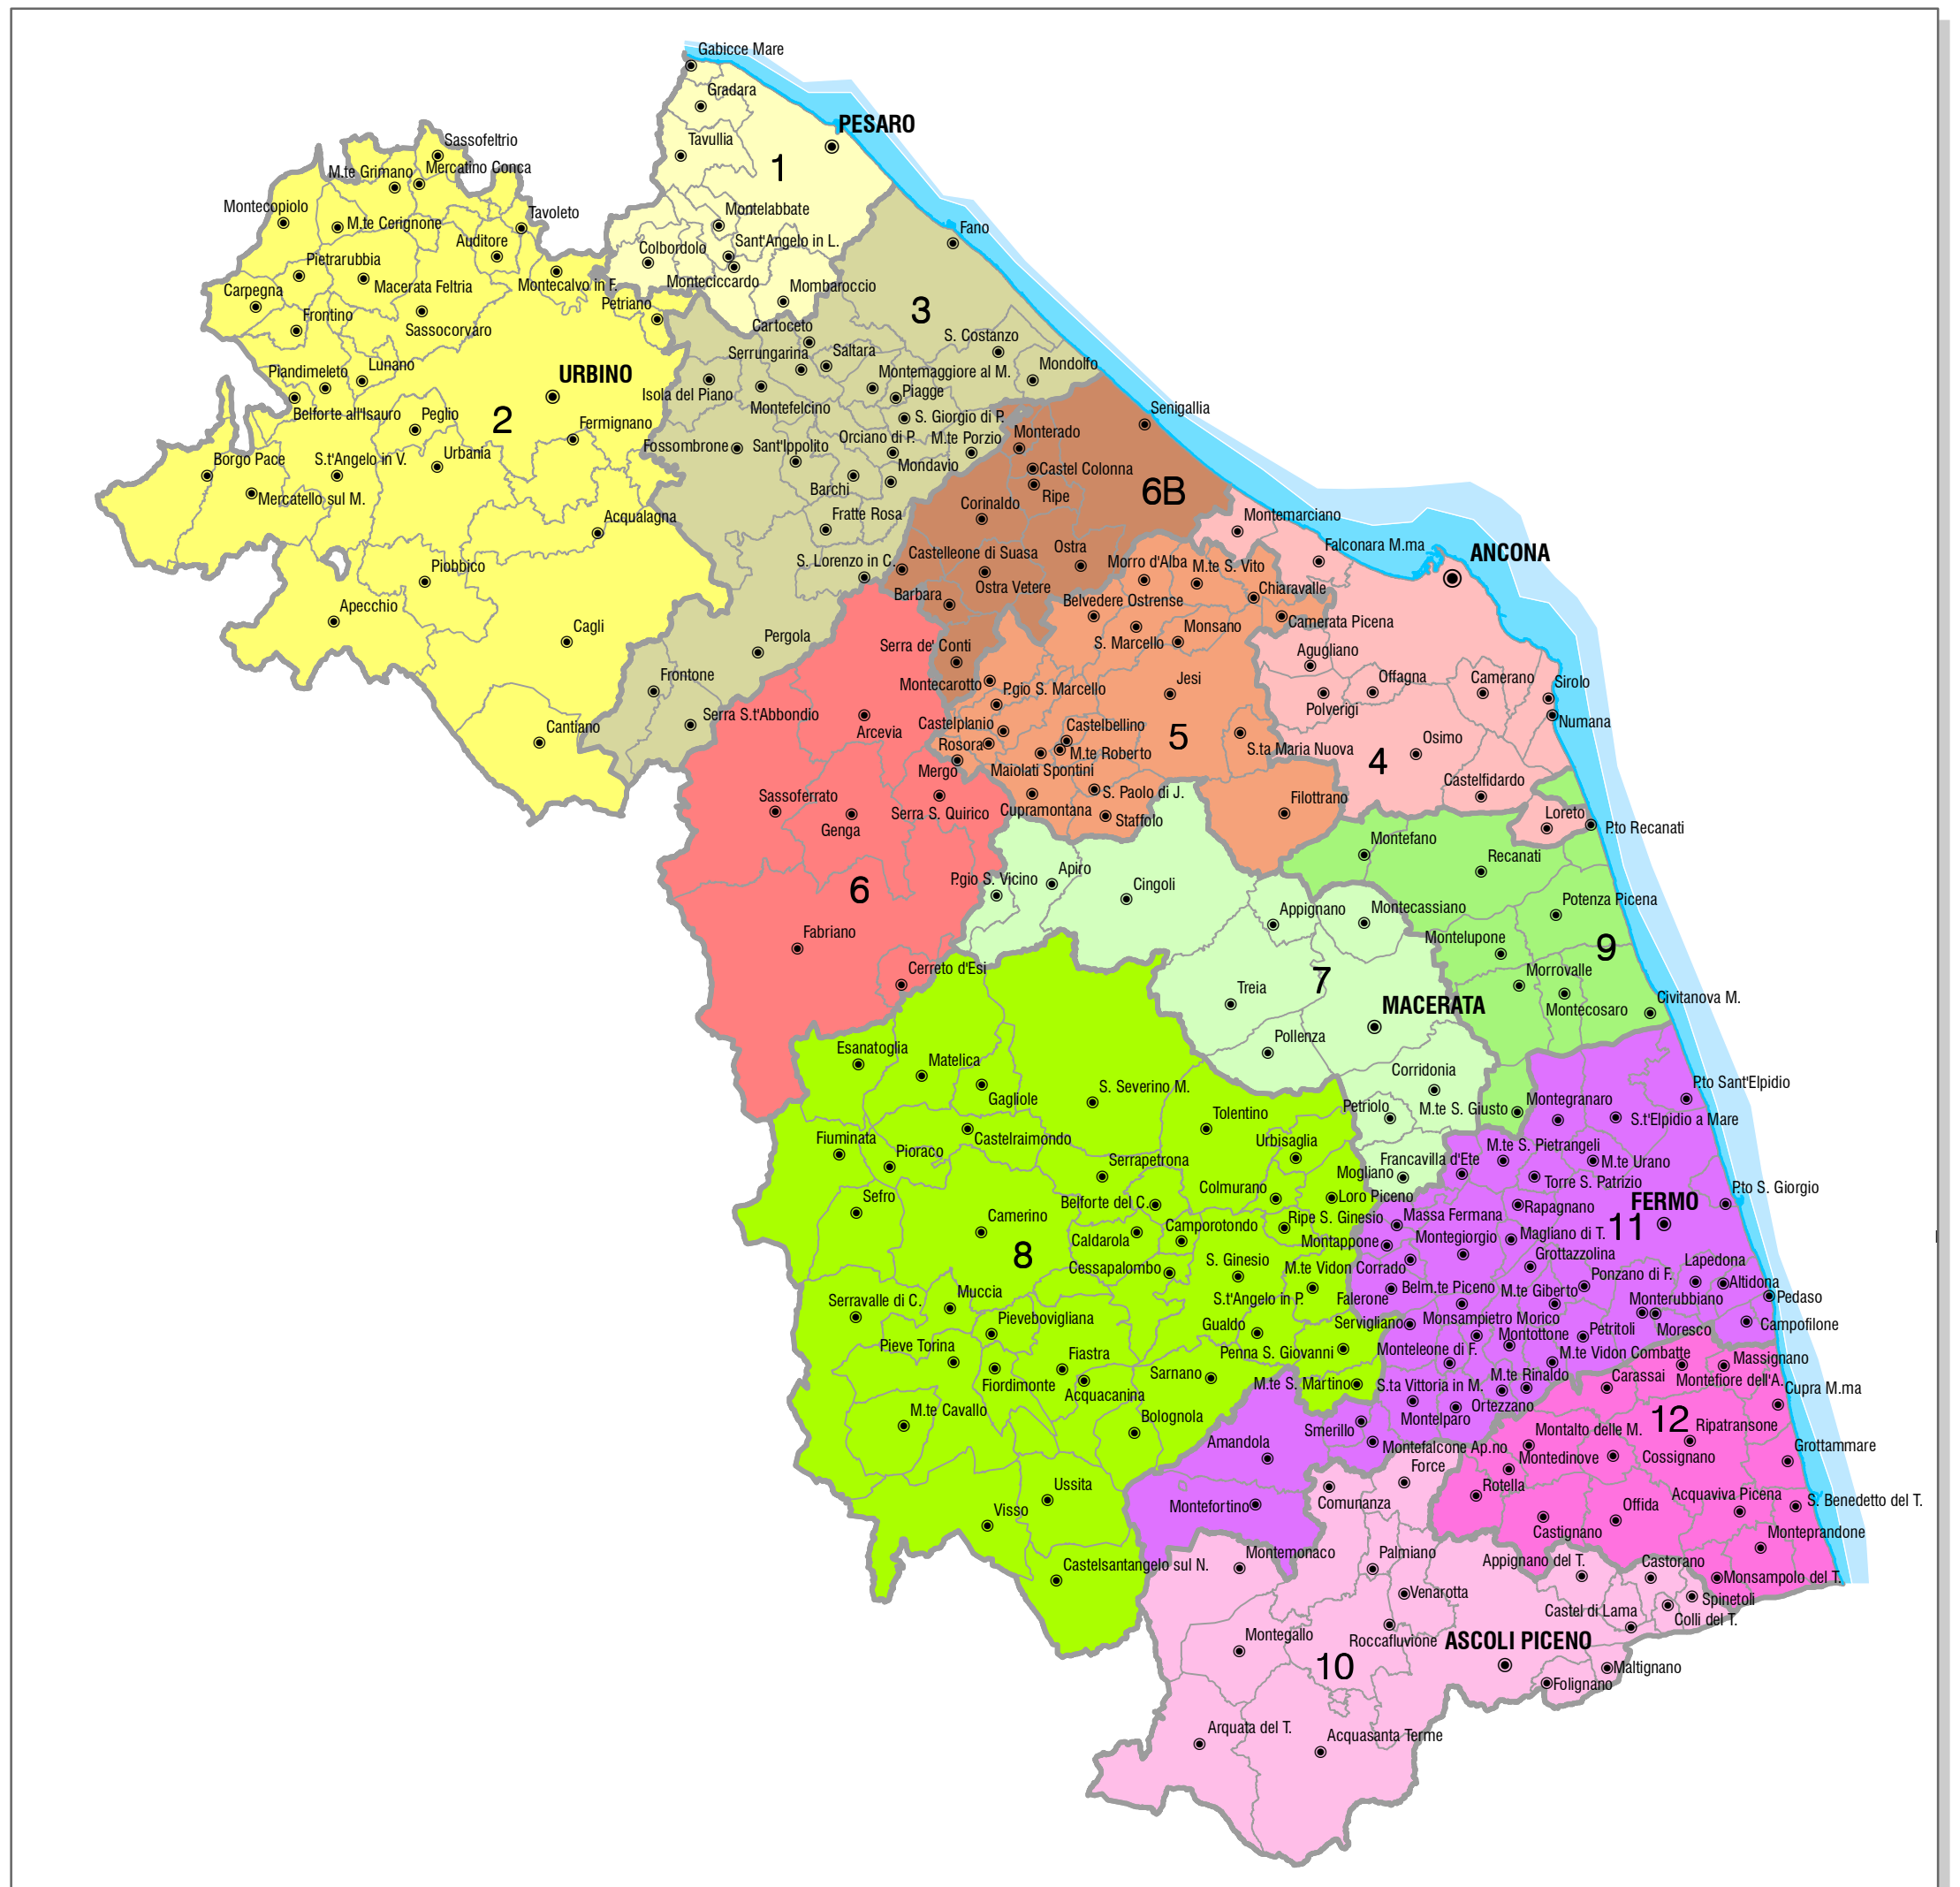 Gabicce Mare
Gradara
PESARO
Tavullia
1
Sassofeltrio
M.te Grimano
Mercatino Conca
Montecopiolo
M.te Cerignone
Tavoleto
Auditore
Montelabbate
Sant'Angelo in L.
Colbordolo
Monteciccardo
Mombaroccio
Fano
Pietrarubbia
Carpegna
Macerata Feltria
Montecalvo in F.
Petriano
Frontino
Sassocorvaro
3
Cartoceto
S. Costanzo
Serrungarina
Saltara
Mondolfo
Piandimeleto
Lunano
URBINO
Isola del Piano
Montemaggiore al M.
Piagge
Montefelcino
Belforte all'Isauro
Peglio
2
Fermignano
S. Giorgio di P.
Senigallia
Fossombrone
Sant'Ippolito
Orciano di P.
M.te Porzio
Monterado
Borgo Pace
S.t'Angelo in V.
Urbania
Mondavio
Castel Colonna
Mercatello sul M.
Barchi
Ripe
6B
Corinaldo
Acqualagna
Fratte Rosa
Montemarciano
Falconara M.ma
ANCONA
Castelleone di Suasa
Ostra
S. Lorenzo in C.
Morro d'Alba
M.te S. Vito
Piobbico
Ostra Vetere
Chiaravalle
Barbara
Belvedere Ostrense
Apecchio
Camerata Picena
Cagli
Pergola
Monsano
S. Marcello
Serra de' Conti
Agugliano
Frontone
Montecarotto
P.gio S. Marcello
Jesi
Offagna
Camerano
Sirolo
Polverigi
Numana
Serra S.t'Abbondio
Cantiano
Arcevia
Castelplanio
Castelbellino
5
Rosora
M.te Roberto
S.ta Maria Nuova
Osimo
4
Mergo
Maiolati Spontini
Castelfidardo
Sassoferrato
Genga
Serra S. Quirico
Cupramontana
S. Paolo di J.
Staffolo
Filottrano
Loreto
P.to Recanati
Montefano
Recanati
6
P.gio S. Vicino
Apiro
Cingoli
Appignano
Montecassiano
Potenza Picena
Fabriano
Montelupone
9
Cerreto d'Esi
Morrovalle
7
Treia
MACERATA
Montecosaro
Civitanova M.
Pollenza
Esanatoglia
Matelica
Gagliole
S. Severino M.
Corridonia
P.to Sant'Elpidio
Petriolo
M.te S. Giusto
Montegranaro
S.t'Elpidio a Mare
Tolentino
Fiuminata
Castelraimondo
Urbisaglia
Pioraco
M.te S. Pietrangeli
Serrapetrona
Mogliano
Francavilla d'Ete
M.te Urano
Sefro
Colmurano
Loro Piceno
Torre S. Patrizio
FERMO
P.to S. Giorgio
Belforte del C.
Camerino
Camporotondo
Ripe S. Ginesio
Massa Fermana
Rapagnano
11
Caldarola
Montappone
Montegiorgio
Magliano di T.
8
Cessapalombo
S. Ginesio
M.te Vidon Corrado
Grottazzolina
Lapedona
Ponzano di F.
Altidona
Muccia
S.t'Angelo in P.
Falerone
Belm.te Piceno
M.te Giberto
Monterubbiano
Pedaso
Serravalle di C.
Pievebovigliana
Gualdo
Servigliano
Monsampietro Morico
Petritoli
Moresco
Campofilone
Pieve Torina
Penna S. Giovanni
Monteleone di F.
Montottone
M.te Vidon Combatte
Massignano
Fiastra
Fiordimonte
Acquacanina
Sarnano
M.te S. Martino
S.ta Vittoria in M.
M.te Rinaldo
Carassai
Montefiore dell'A.
Cupra M.ma
M.te Cavallo
Bolognola
Montelparo
Ortezzano
12
Amandola
Smerillo
Montefalcone Ap.no
Montalto delle M.
Ripatransone
Grottammare
Force
Montedinove
Cossignano
Ussita
Montefortino
Comunanza
Rotella
Acquaviva Picena
S. Benedetto del T.
Visso
Offida
Castignano
Monteprandone
Castelsantangelo sul N.
Montemonaco
Palmiano
Appignano del T.
Castorano
Monsampolo del T.
Venarotta
Spinetoli
Castel di Lama
Colli del T.
Montegallo
Roccafluvione
ASCOLI PICENO
10
Maltignano
Folignano
Arquata del T.
Acquasanta Terme